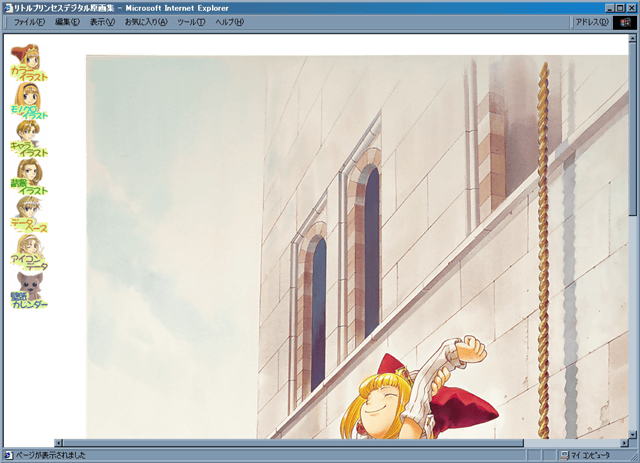 リトルプリンセスデジタル原画集 - Microsoft Internet Explorer
ファイル(F) 編集(E) 表示(V) お気に入り(A) ツール(T) ヘルプ(H) アドレス(D)
カラー
イラスト
モノクロ
イラスト
キャラ
イラスト
背景
イラスト
データ
ベース
アイコン
データ
壁紙
カレンダー
ページが表示されました
マイ コンピュータ